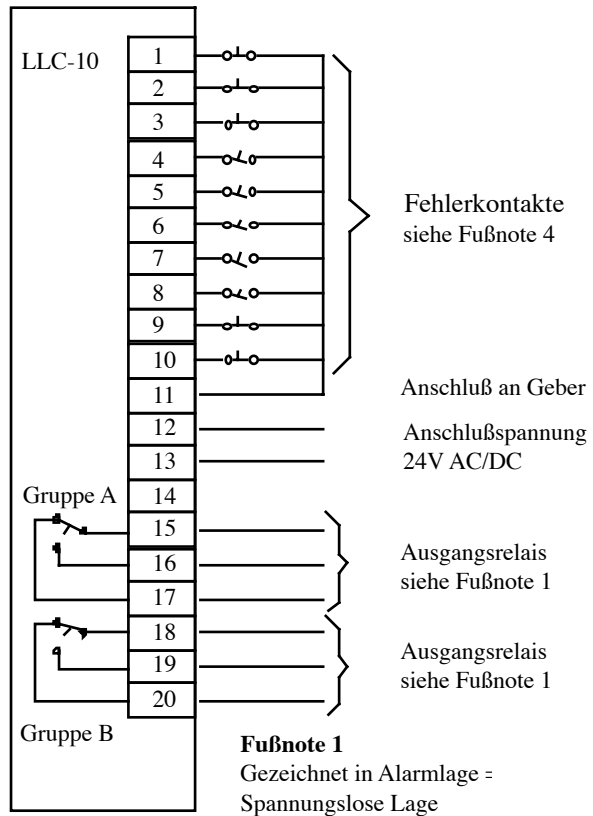 LLC-10
1
2
3
4
5
6
7
8
9
10
11
12
13
14
15
16
17
18
19
20
Fehlerkontakte
siehe Fußnote 4
Anschluß an Geber
Anschlußspannung
24V AC/DC
Gruppe A
Ausgangsrelais
siehe Fußnote 1
Ausgangsrelais
siehe Fußnote 1
Gruppe B
Fußnote 1
Gezeichnet in Alarmlage =
Spannungslose Lage